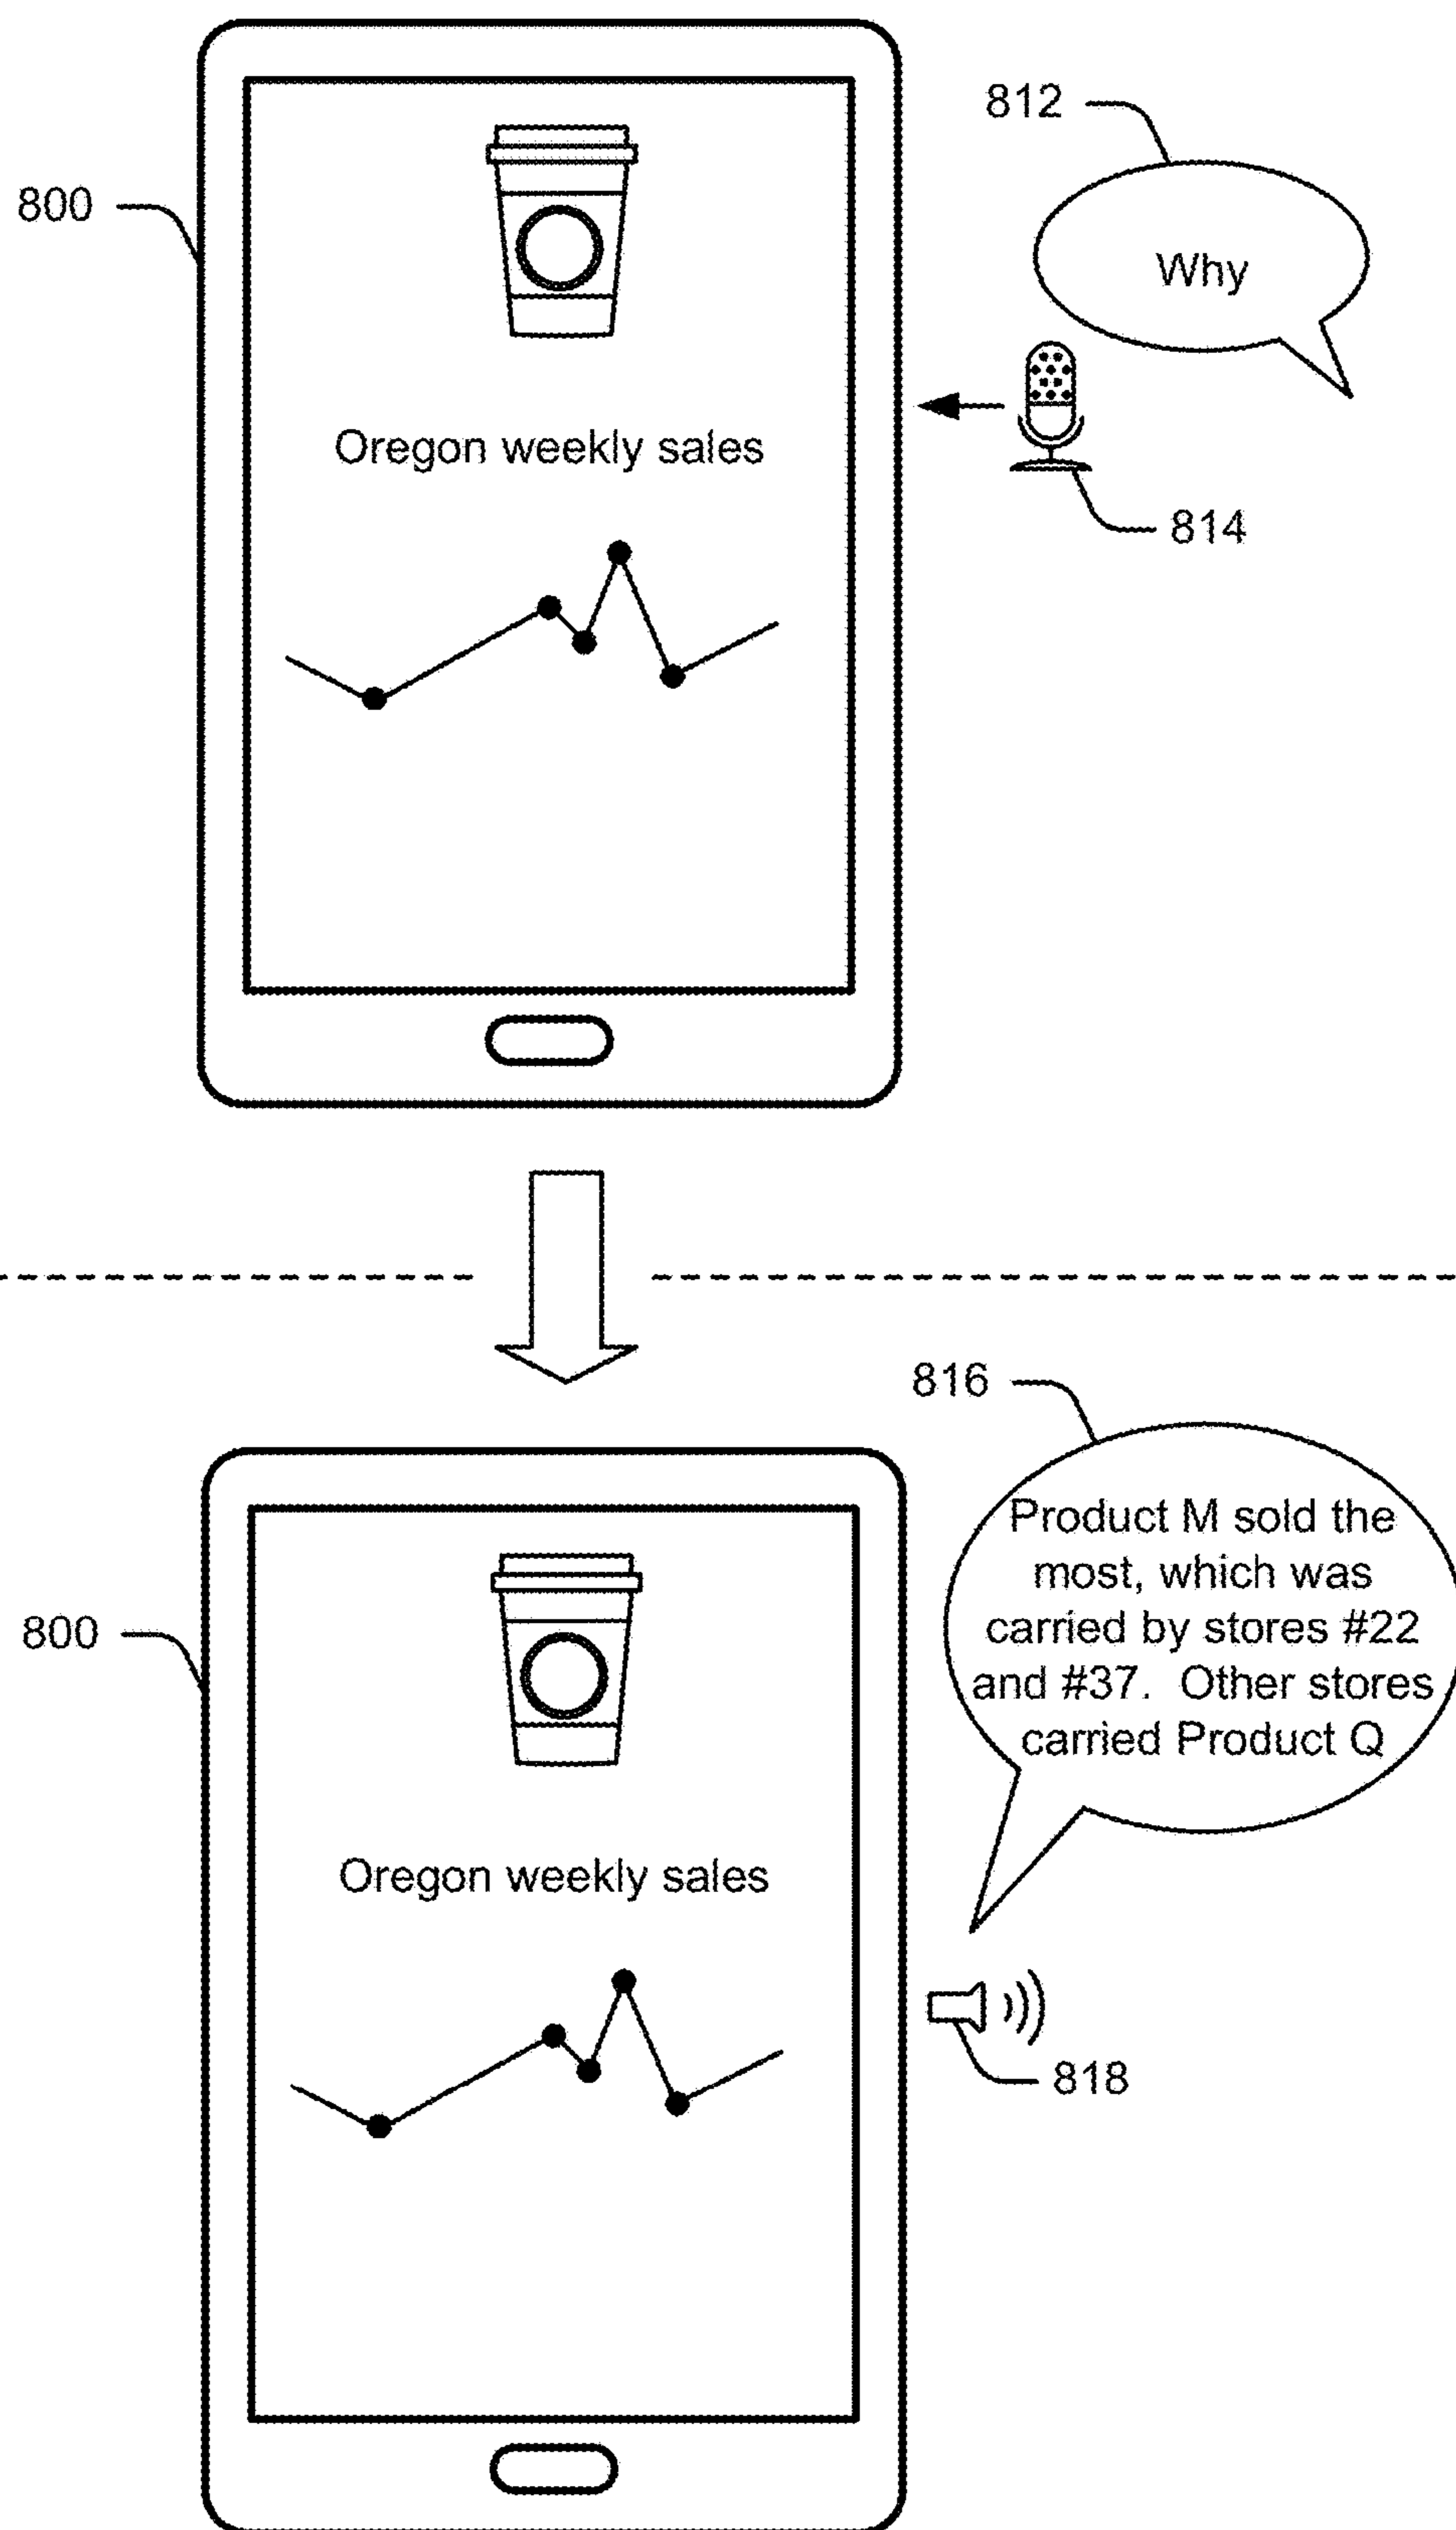 812
800
Why
Oregon weekly sales
814
816
Product M sold the
most, which was
carried by stores #22
and #37.  Other stores
carried Product Q
800
Oregon weekly sales
818